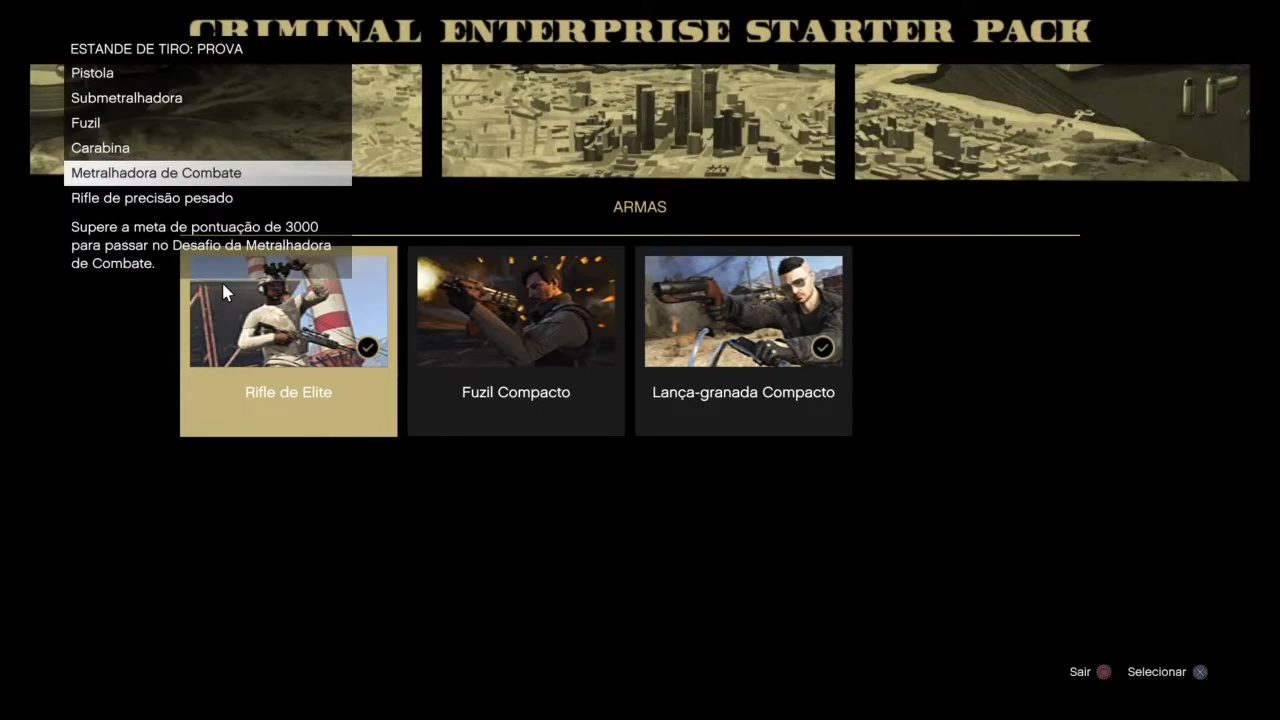 CRIMINAL ENTERPRISE STARTER PACK
ESTANDE DE TIRO: PROVA
Pistola
Submetralhadora
Fuzil
Carabina
Metralhadora de Combate
Rifle de precisão pesado
Supere a meta de pontuação de 3000
para passar no Desafio da Metralhadora
de Combate.
ARMAS
Rifle de Elite
Fuzil Compacto
Lança-granada Compacto
Sair
Selecionar